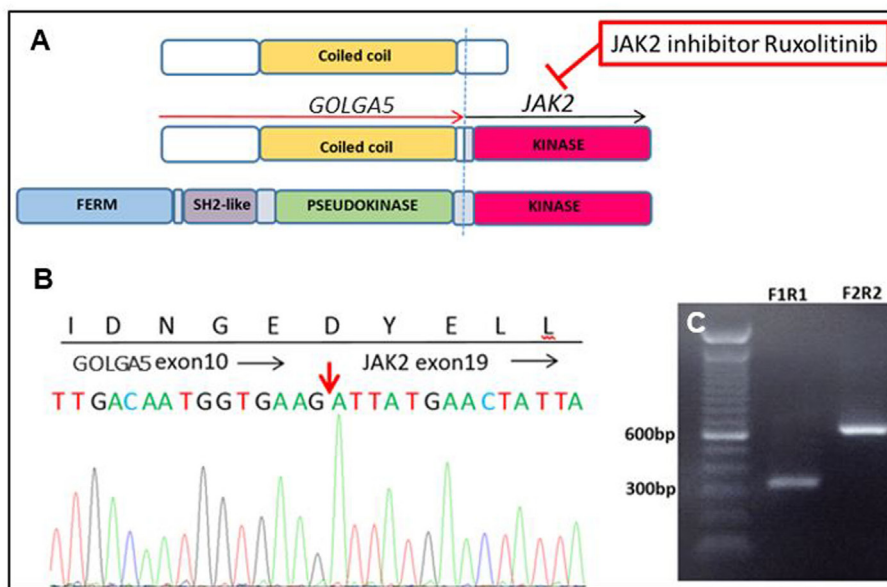 A
Coiled coil
JAK2 inhibitor Ruxolitinib
GOLGA5 JAK2
Coiled coil KINASE
FERM SH2-like PSEUDOKINASE KINASE
B
I D N G E D Y E L L
GOLGA5 exon10 JAK2 exon19
TTGACAATGGTGAAGATTATGAACTATTA
C
F1R1 F2R2
600bp
300bp